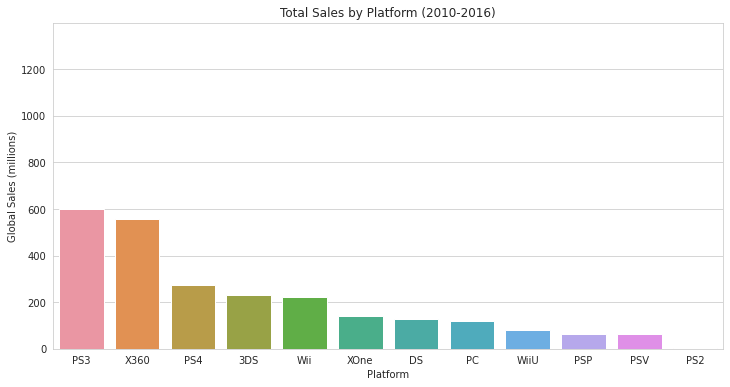 Total Sales by Platform (2010-2016)
Global Sales (millions)
1200
1000
800
600
400
200
0
PS3 X360 PS4 3DS Wii XOne DS PC WiiU PSP PSV PS2
Platform